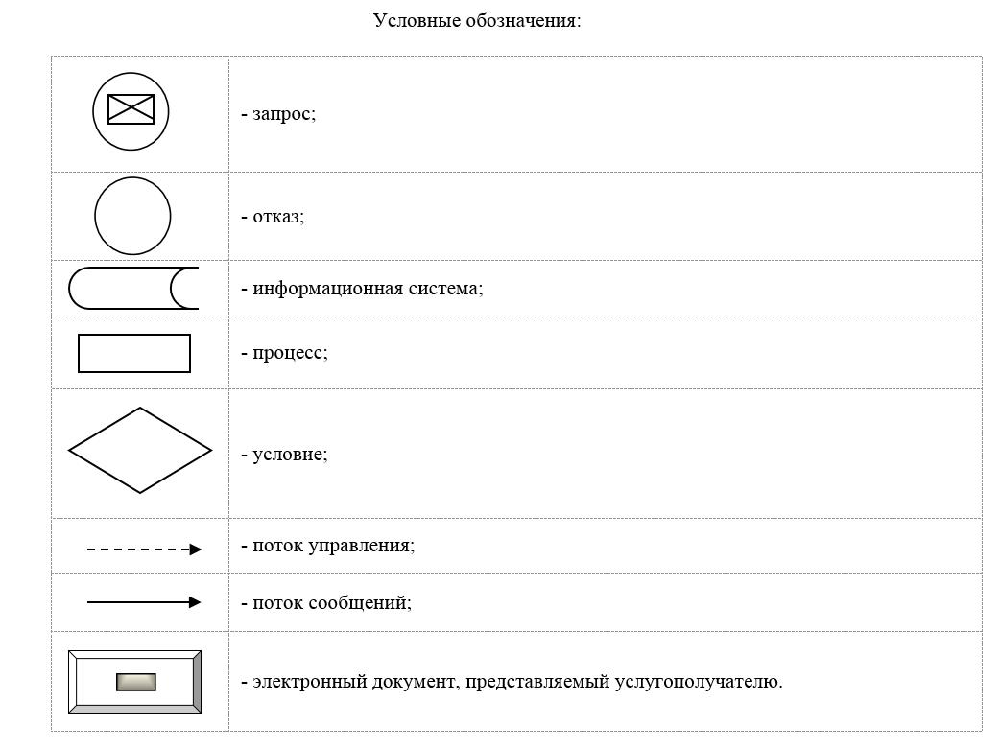 Условные обозначения:
- запрос;
- отказ;
- информационная система;
- процесс;
- условие;
- поток управления;
- поток сообщений;
- электронный документ, представляемый услугополучателю.